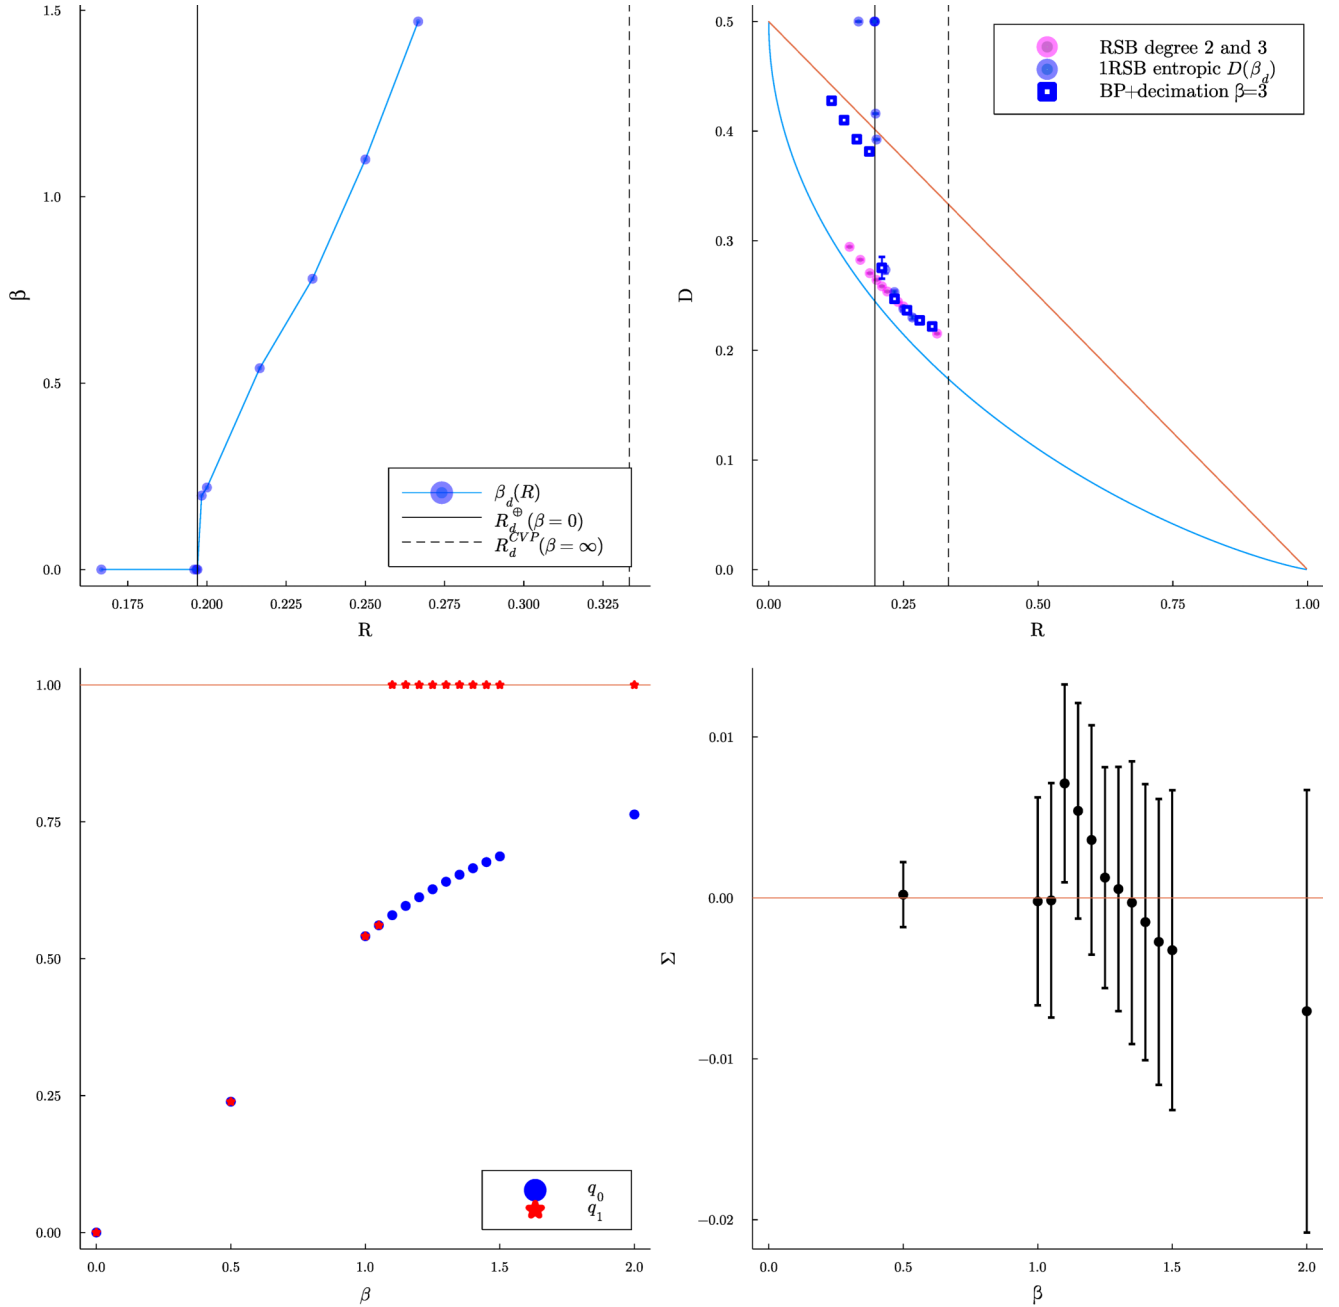 1.5
1.0
0.5
0.0
β
0.175
0.200
0.225
0.250
0.275
0.300
0.325
R
β_d(R)
R_d^⊕(β = 0)
R_d^CVP(β = ∞)
0.5
0.4
0.3
0.2
0.1
0.0
D
0.00
0.25
0.50
0.75
1.00
R
RSB degree 2 and 3
1RSB entropic D(β_d)
BP+decimation β=3
1.00
0.75
0.50
0.25
0.00
0.0
0.5
1.0
1.5
2.0
β
q_0
q_1
0.01
0.00
−0.01
−0.02
Σ
0.0
0.5
1.0
1.5
2.0
β